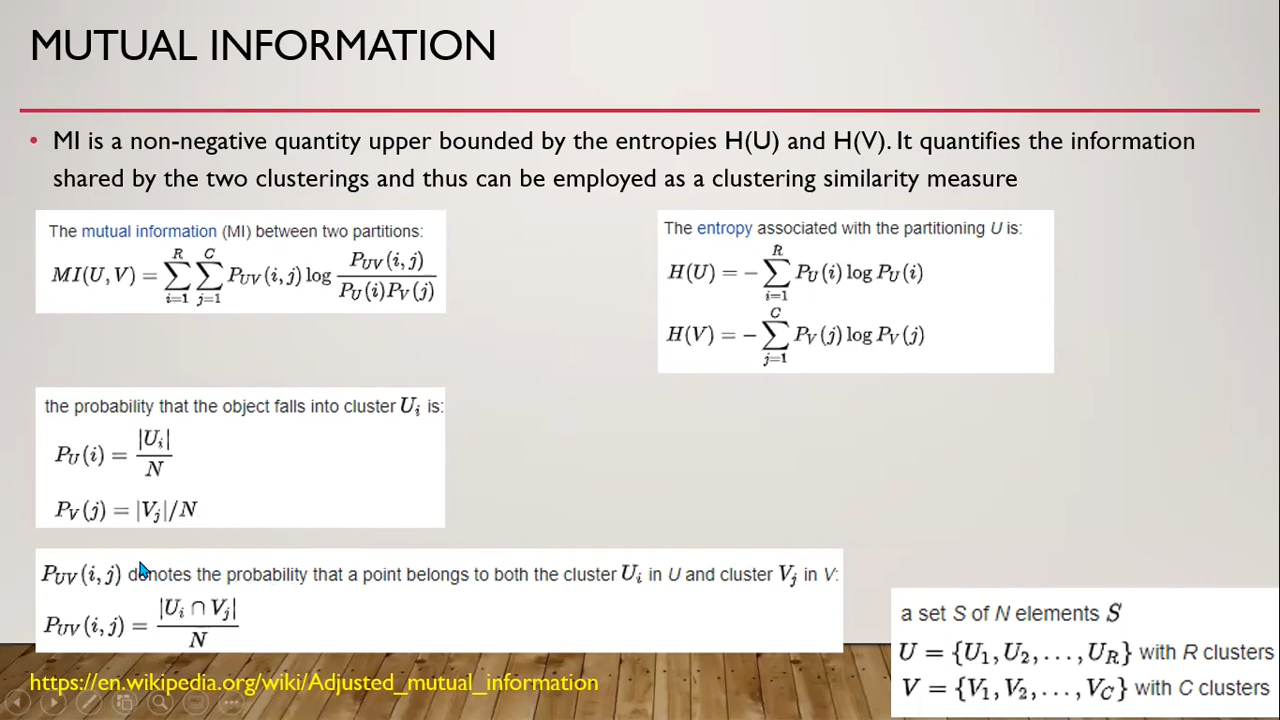 MUTUAL INFORMATION
• MI is a non-negative quantity upper bounded by the entropies H(U) and H(V). It quantifies the information
shared by the two clusterings and thus can be employed as a clustering similarity measure
The mutual information (MI) between two partitions:
MI(U, V) = ∑_{i=1}^{R} ∑_{j=1}^{C} P_{UV}(i, j) log P_{UV}(i, j) / P_U(i)P_V(j)
The entropy associated with the partitioning U is:
H(U) = − ∑_{i=1}^{R} P_U(i) log P_U(i)
H(V) = − ∑_{j=1}^{C} P_V(j) log P_V(j)
the probability that the object falls into cluster U_i is:
P_U(i) = |U_i| / N
P_V(j) = |V_j|/N
P_{UV}(i, j) denotes the probability that a point belongs to both the cluster U_i in U and cluster V_j in V:
P_{UV}(i, j) = |U_i ∩ V_j| / N
a set S of N elements S
U = {U_1, U_2, . . . , U_R} with R clusters
V = {V_1, V_2, . . . , V_C} with C clusters
https://en.wikipedia.org/wiki/Adjusted_mutual_information